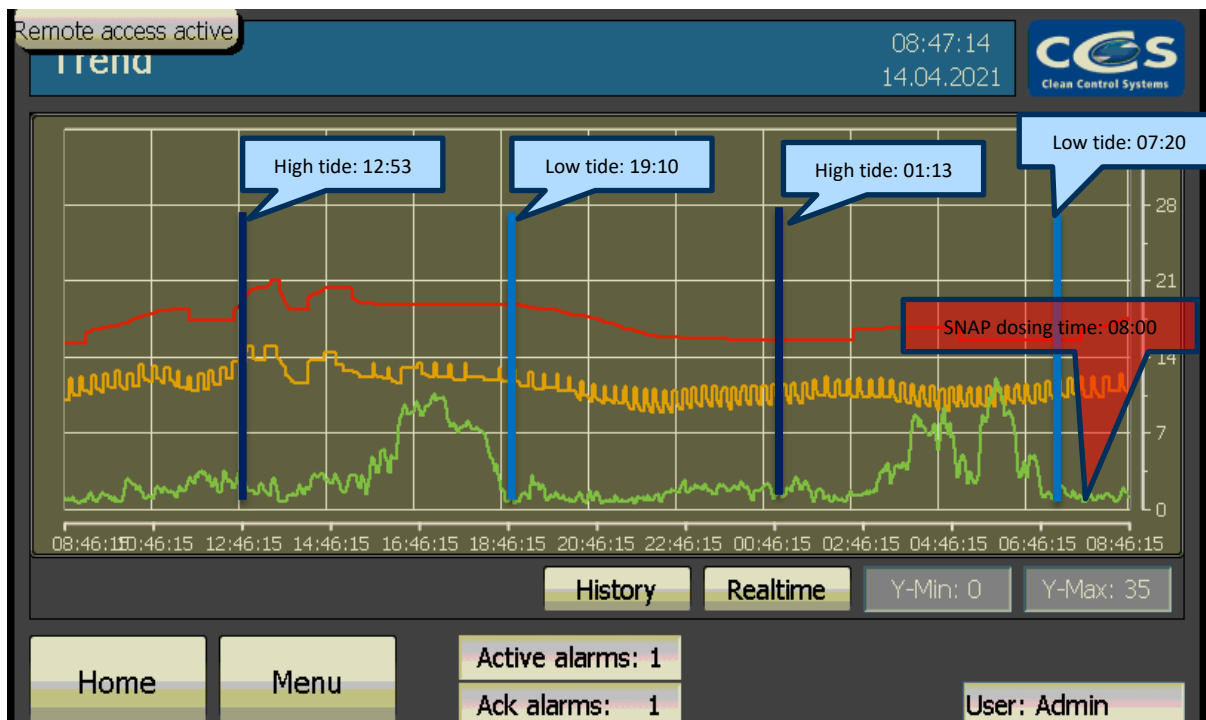 Remote access active
Trend
08:47:14
14.04.2021
CCS
Clean Control Systems
High tide: 12:53
Low tide: 19:10
High tide: 01:13
Low tide: 07:20
28
21
SNAP dosing time: 08:00
14
7
0
08:46:15 10:46:15 12:46:15 14:46:15 16:46:15 18:46:15 20:46:15 22:46:15 00:46:15 02:46:15 04:46:15 06:46:15 08:46:15
History Realtime Y-Min: 0 Y-Max: 35
Home Menu
Active alarms: 1
Ack alarms: 1
User: Admin